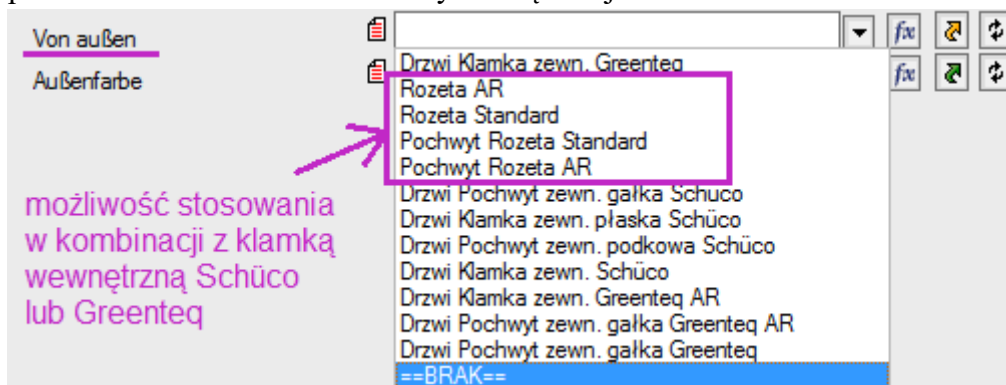 Von außen
fx
Drzwi Klamka zewn. Greenteq
Außenfarbe
fx
Rozeta AR
Rozeta Standard
Pochwyt Rozeta Standard
Pochwyt Rozeta AR
Drzwi Pochwyt zewn. gałka Schüco
Drzwi Klamka zewn. płaska Schüco
Drzwi Pochwyt zewn. podkowa Schüco
Drzwi Klamka zewn. Schüco
Drzwi Klamka zewn. Greenteq AR
Drzwi Pochwyt zewn. gałka Greenteq AR
Drzwi Pochwyt zewn. gałka Greenteq
==BRAK==
możliwość stosowania
w kombinacji z klamką
wewnętrzną Schüco
lub Greenteq